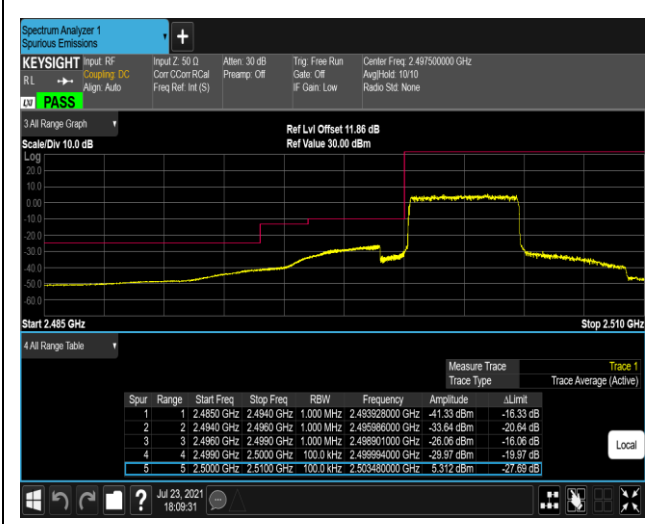 Spectrum Analyzer 1
Spurious Emissions
KEYSIGHT Input: RF Input Z: 50 Ω Atten: 30 dB Trig: Free Run Center Freq: 2.497500000 GHz
R L Coupling: DC Corr CCorr RCal Preamp: Off Gate: Off Avg|Hold: 10/10
Align: Auto Freq Ref: Int (S) IF Gain: Low Radio Std: None
LXI PASS
3 All Range Graph
Ref Lvl Offset 11.86 dB
Scale/Div 10.0 dB Ref Value 30.00 dBm
Log
20.0
10.0
0.00
-10.0
-20.0
-30.0
-40.0
-50.0
-60.0
Start 2.485 GHz Stop 2.510 GHz
4 All Range Table
Measure Trace Trace 1
Trace Type Trace Average (Active)
Spur Range Start Freq Stop Freq RBW Frequency Amplitude ΔLimit
1 1 2.4850 GHz 2.4940 GHz 1.000 MHz 2.493928000 GHz -41.33 dBm -16.33 dB
2 2 2.4940 GHz 2.4960 GHz 1.000 MHz 2.495986000 GHz -33.64 dBm -20.64 dB
3 3 2.4960 GHz 2.4990 GHz 1.000 MHz 2.498901000 GHz -26.06 dBm -16.06 dB
4 4 2.4990 GHz 2.5000 GHz 100.0 kHz 2.499994000 GHz -29.97 dBm -19.97 dB
5 5 2.5000 GHz 2.5100 GHz 100.0 kHz 2.503480000 GHz 5.312 dBm -27.69 dB
Local
Jul 23, 2021
18:09:31